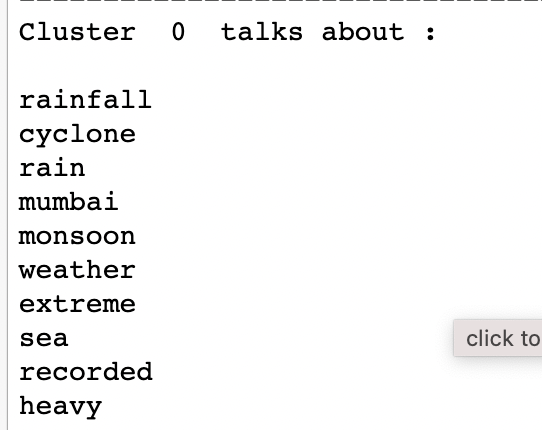 Cluster  0  talks about :
rainfall
cyclone
rain
mumbai
monsoon
weather
extreme
sea
recorded
heavy
click to